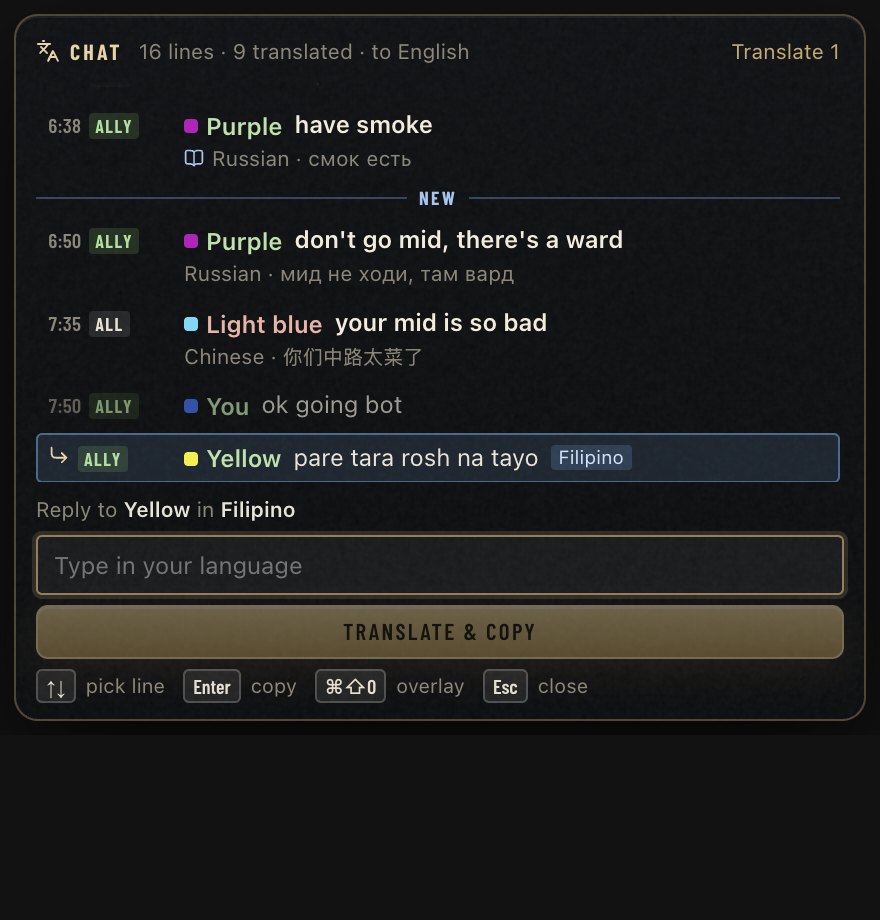 CHAT 16 lines · 9 translated · to English Translate 1
6:38 ALLY Purple have smoke
Russian · смок есть
NEW
6:50 ALLY Purple don't go mid, there's a ward
Russian · мид не ходи, там вард
7:35 ALL Light blue your mid is so bad
Chinese · 你们中路太菜了
7:50 ALLY You ok going bot
ALLY Yellow pare tara rosh na tayo Filipino
Reply to Yellow in Filipino
Type in your language
TRANSLATE & COPY
↑↓ pick line Enter copy ⌘⇧O overlay Esc close